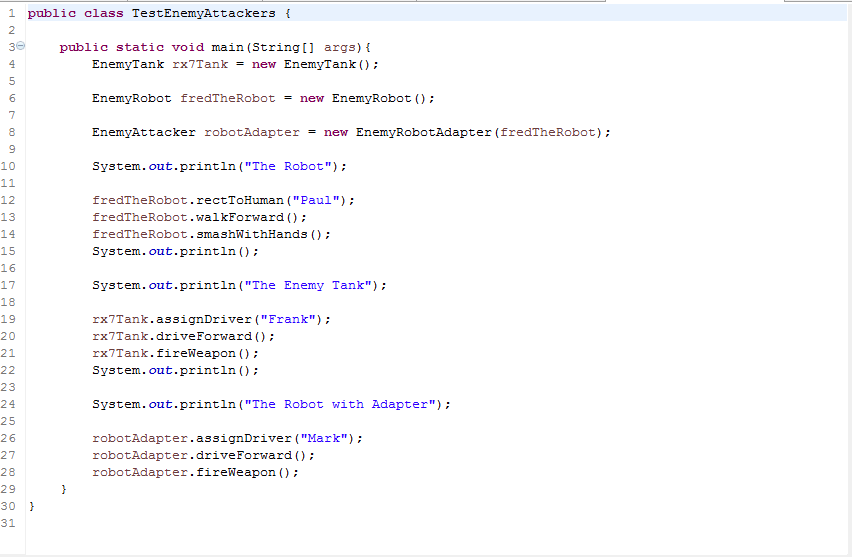 1 public class TestEnemyAttackers {
2
3 public static void main(String[] args){
4 EnemyTank rx7Tank = new EnemyTank();
5
6 EnemyRobot fredTheRobot = new EnemyRobot();
7
8 EnemyAttacker robotAdapter = new EnemyRobotAdapter(fredTheRobot);
9
10 System.out.println("The Robot");
11
12 fredTheRobot.rectToHuman("Paul");
13 fredTheRobot.walkForward();
14 fredTheRobot.smashWithHands();
15 System.out.println();
16
17 System.out.println("The Enemy Tank");
18
19 rx7Tank.assignDriver("Frank");
20 rx7Tank.driveForward();
21 rx7Tank.fireWeapon();
22 System.out.println();
23
24 System.out.println("The Robot with Adapter");
25
26 robotAdapter.assignDriver("Mark");
27 robotAdapter.driveForward();
28 robotAdapter.fireWeapon();
29 }
30 }
31